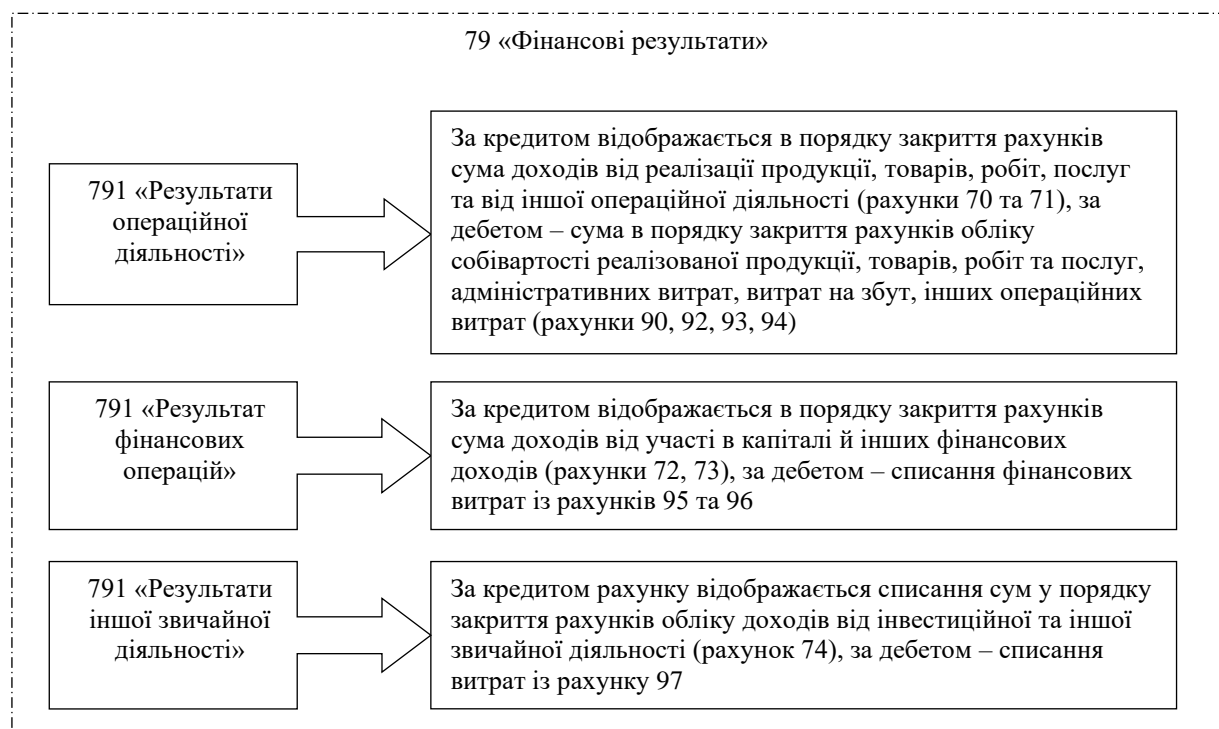 79 «Фінансові результати»
791 «Результати
операційної
діяльності»
За кредитом відображається в порядку закриття рахунків
сума доходів від реалізації продукції, товарів, робіт, послуг
та від іншої операційної діяльності (рахунки 70 та 71), за
дебетом – сума в порядку закриття рахунків обліку
собівартості реалізованої продукції, товарів, робіт та послуг,
адміністративних витрат, витрат на збут, інших операційних
витрат (рахунки 90, 92, 93, 94)
791 «Результат
фінансових
операцій»
За кредитом відображається в порядку закриття рахунків
сума доходів від участі в капіталі й інших фінансових
доходів (рахунки 72, 73), за дебетом – списання фінансових
витрат із рахунків 95 та 96
791 «Результати
іншої звичайної
діяльності»
За кредитом рахунку відображається списання сум у порядку
закриття рахунків обліку доходів від інвестиційної та іншої
звичайної діяльності (рахунок 74), за дебетом – списання
витрат із рахунку 97